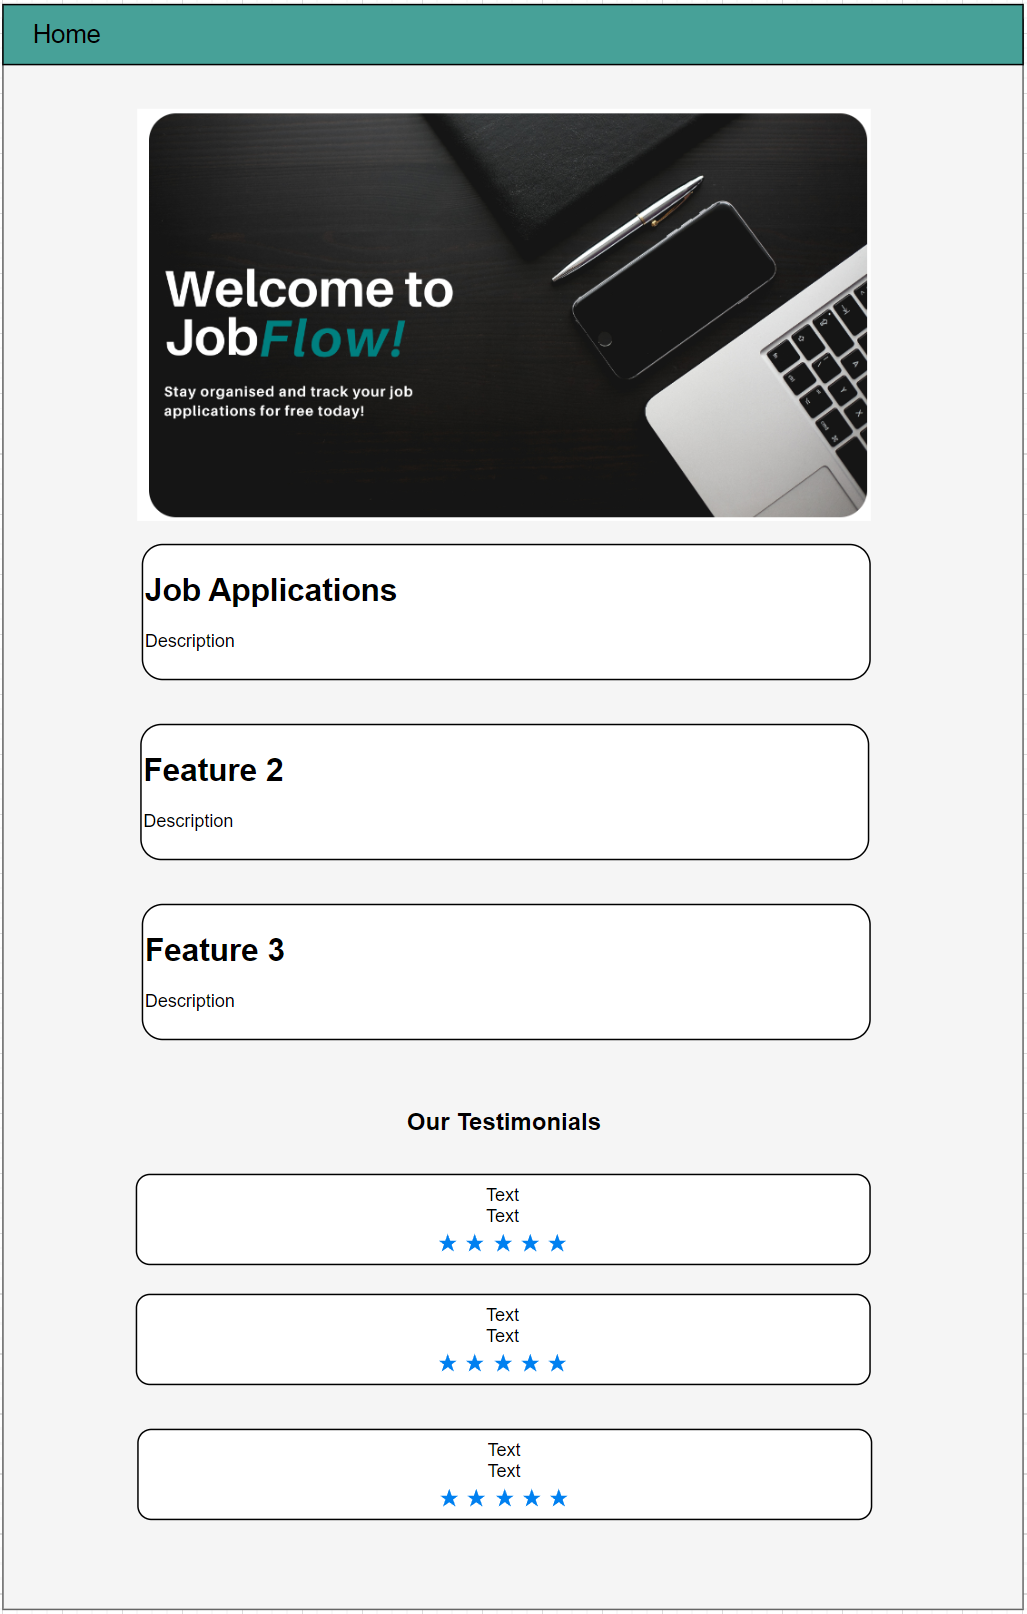 Home
Welcome to
JobFlow!
Stay organised and track your job
applications for free today!
Job Applications
Description
Feature 2
Description
Feature 3
Description
Our Testimonials
Text
Text
Text
Text
Text
Text